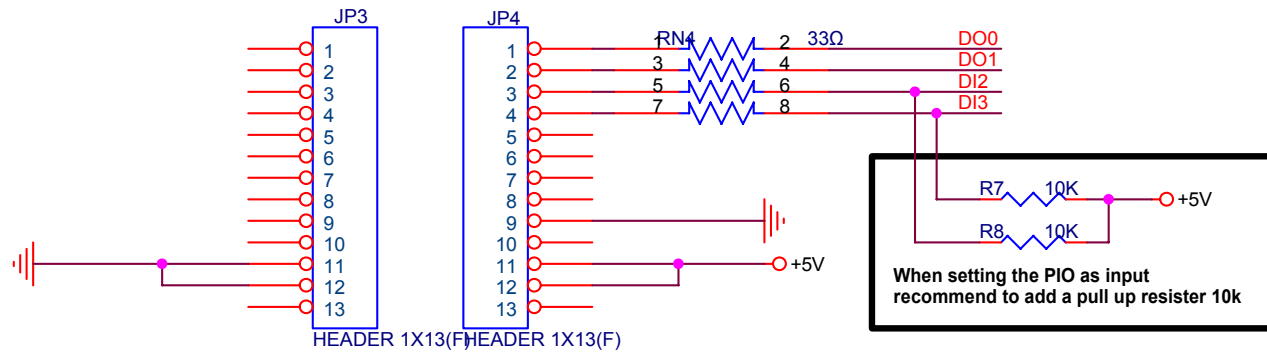 JP3
JP4
1
2
3
4
5
6
7
8
9
10
11
12
13
HEADER 1X13(F)
1
2
3
4
5
6
7
8
9
10
11
12
13
HEADER 1X13(F)
RN4
33Ω
1
2
3
4
5
6
7
8
DO0
DO1
DI2
DI3
+5V
R7 10K
+5V
R8 10K
When setting the PIO as input
recommend to add a pull up resister 10k